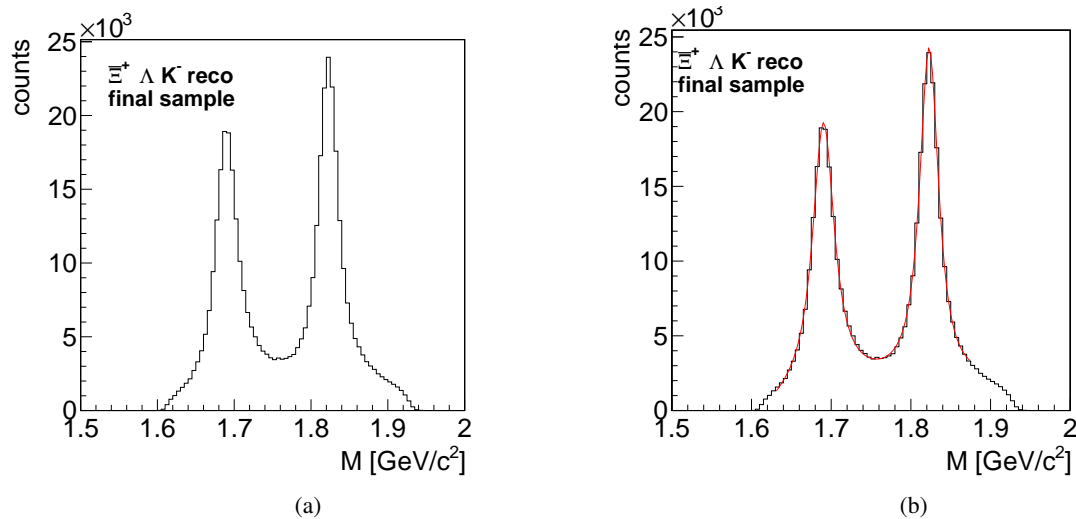 ×10³
25
20
15
10
5
0
counts
Ξ̅⁺ Λ K⁻ reco
final sample
1.5 1.6 1.7 1.8 1.9 2
M [GeV/c²]
(a)
×10³
25
20
15
10
5
0
counts
Ξ̅⁺ Λ K⁻ reco
final sample
1.5 1.6 1.7 1.8 1.9 2
M [GeV/c²]
(b)